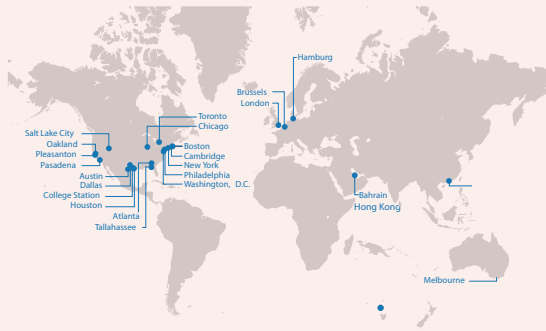 Hamburg
Brussels
London
Toronto
Chicago
Salt Lake City
Oakland
Pleasanton
Pasadena
Boston
Cambridge
New York
Philadelphia
Washington, D.C.
Austin
Dallas
College Station
Houston
Atlanta
Tallahassee
Bahrain
Hong Kong
Melbourne